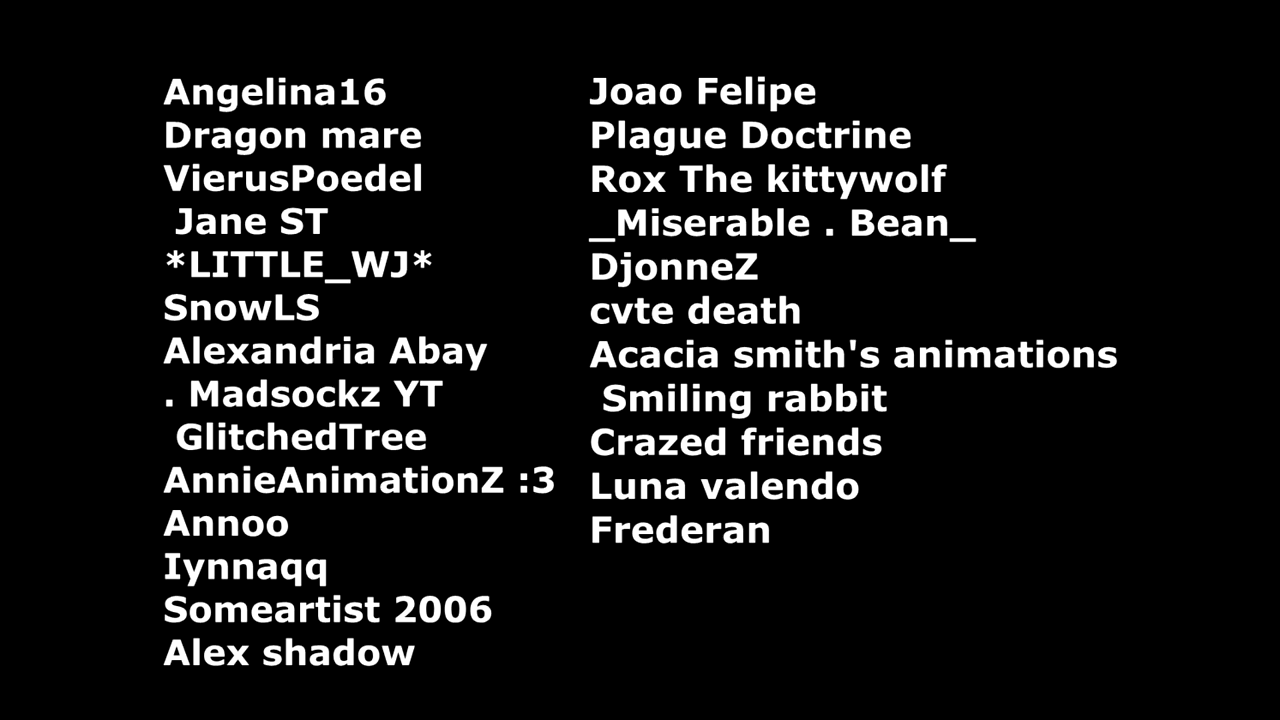 Angelina16
Dragon mare
VierusPoedel
Jane ST
*LITTLE_WJ*
SnowLS
Alexandria Abay
. Madsockz YT
GlitchedTree
AnnieAnimationZ :3
Annoo
Iynnaqq
Someartist 2006
Alex shadow
Joao Felipe
Plague Doctrine
Rox The kittywolf
_Miserable . Bean_
DjonneZ
cvte death
Acacia smith's animations
Smiling rabbit
Crazed friends
Luna valendo
Frederan